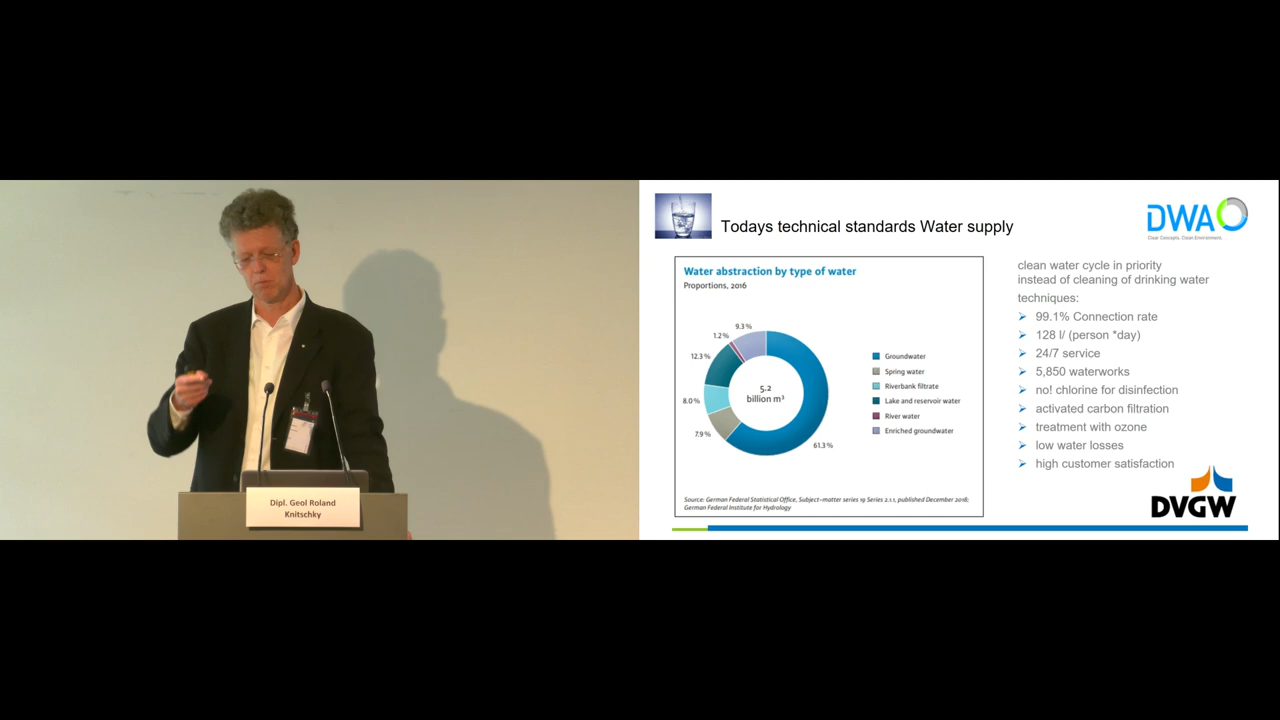 Dipl. Geol Roland
Knitschky
Todays technical standards Water supply
DWA
Clean Concepts. Clean Environment.
Water abstraction by type of water
Proportions, 2016
9.3 %
1.2 %
12.3 %
8.0 %
7.9 %
61.3 %
5.2
billion m³
Groundwater
Spring water
Riverbank filtrate
Lake and reservoir water
River water
Enriched groundwater
Source: German Federal Statistical Office, Subject–matter series 19 Series 2.1.1, published December 2018;
German Federal Institute for Hydrology
clean water cycle in priority
instead of cleaning of drinking water
techniques:
99.1% Connection rate
128 l/ (person *day)
24/7 service
5,850 waterworks
no! chlorine for disinfection
activated carbon filtration
treatment with ozone
low water losses
high customer satisfaction
DVGW